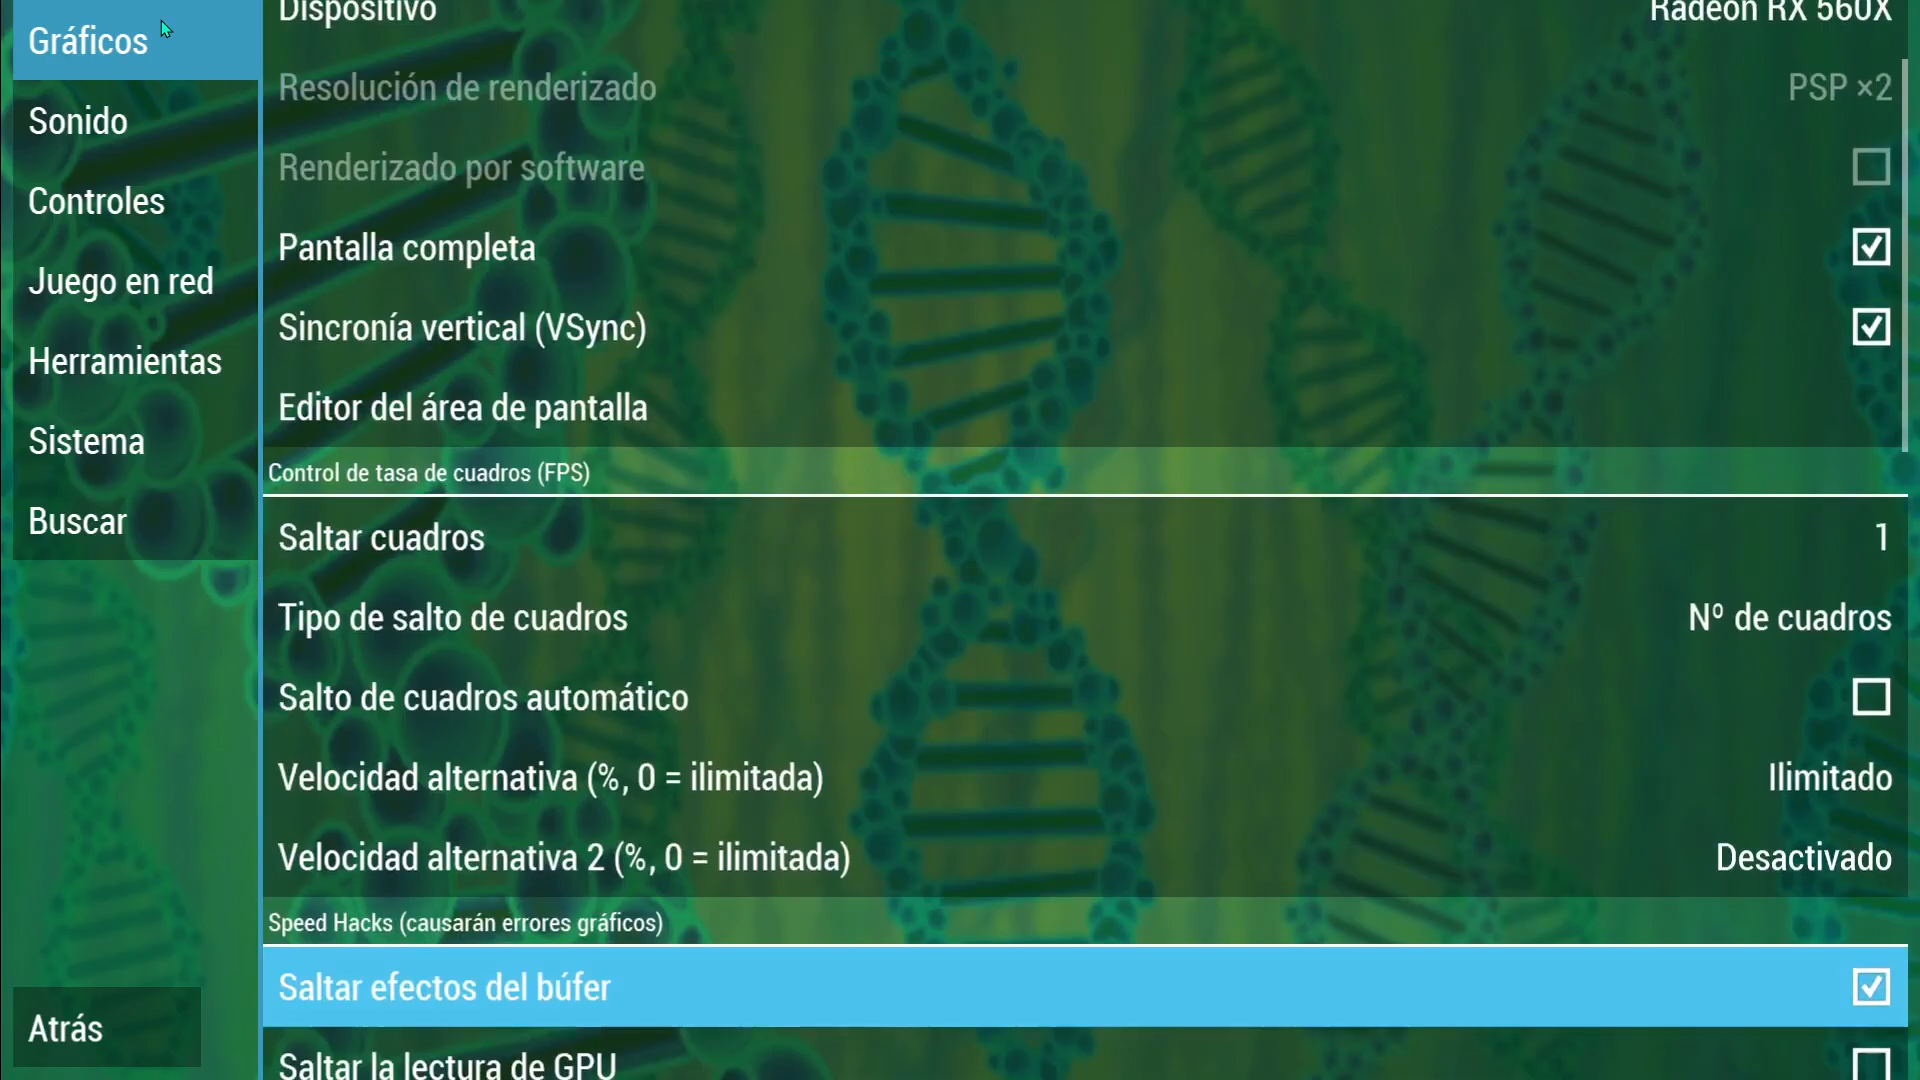 Gráficos
Sonido
Controles
Juego en red
Herramientas
Sistema
Buscar
Atrás
Dispositivo Radeon RX 560X
Resolución de renderizado PSP ×2
Renderizado por software
Pantalla completa
Sincronía vertical (VSync)
Editor del área de pantalla
Control de tasa de cuadros (FPS)
Saltar cuadros 1
Tipo de salto de cuadros Nº de cuadros
Salto de cuadros automático
Velocidad alternativa (%, 0 = ilimitada) Ilimitado
Velocidad alternativa 2 (%, 0 = ilimitada) Desactivado
Speed Hacks (causarán errores gráficos)
Saltar efectos del búfer
Saltar la lectura de GPU